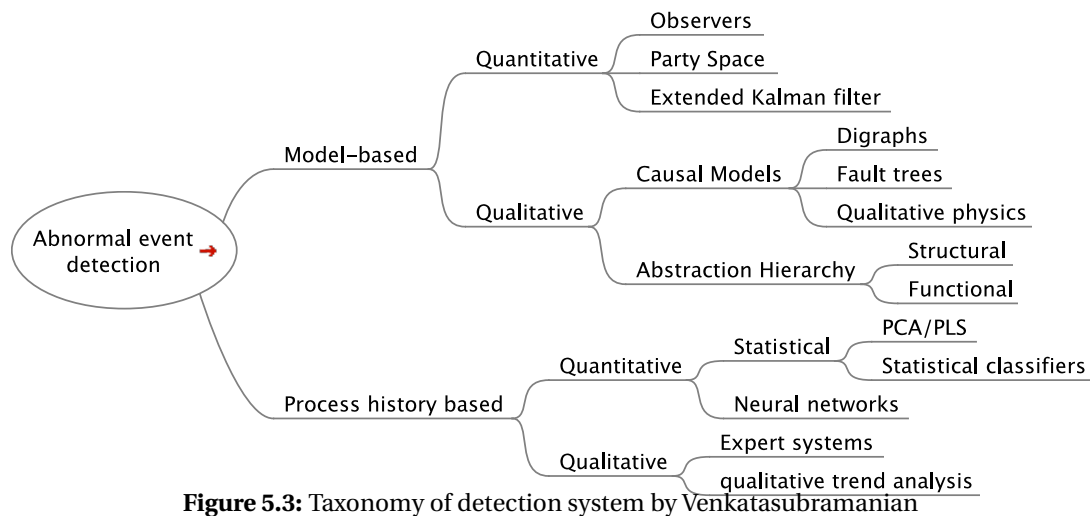 Abnormal event
detection
Model-based
Quantitative
Observers
Party Space
Extended Kalman filter
Qualitative
Causal Models
Digraphs
Fault trees
Qualitative physics
Abstraction Hierarchy
Structural
Functional
Process history based
Quantitative
Statistical
PCA/PLS
Statistical classifiers
Neural networks
Qualitative
Expert systems
qualitative trend analysis
Figure 5.3: Taxonomy of detection system by Venkatasubramanian